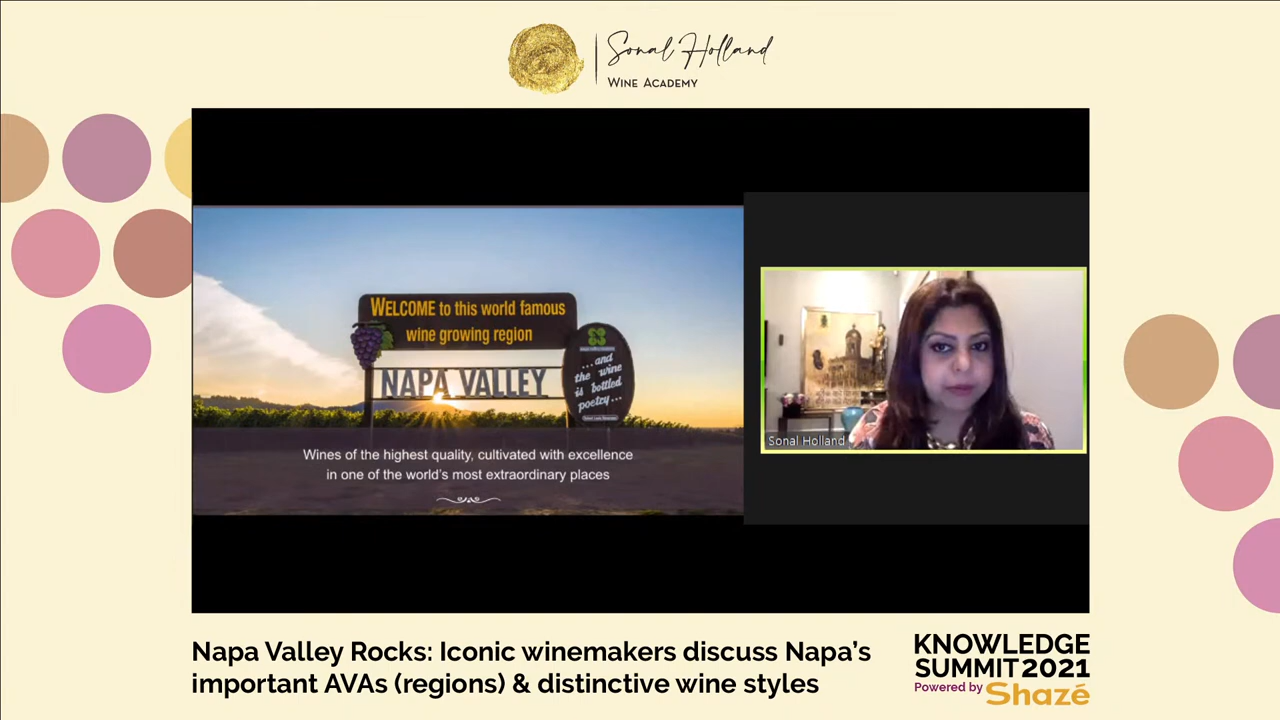 Sonal Holland
WINE ACADEMY
WELCOME to this world famous
wine growing region
NAPA VALLEY
...and
the wine
is bottled
poetry...
Wines of the highest quality, cultivated with excellence
in one of the world's most extraordinary places
Sonal Holland
Napa Valley Rocks: Iconic winemakers discuss Napa's
important AVAs (regions) & distinctive wine styles
KNOWLEDGE
SUMMIT 2021
Powered by Shazé